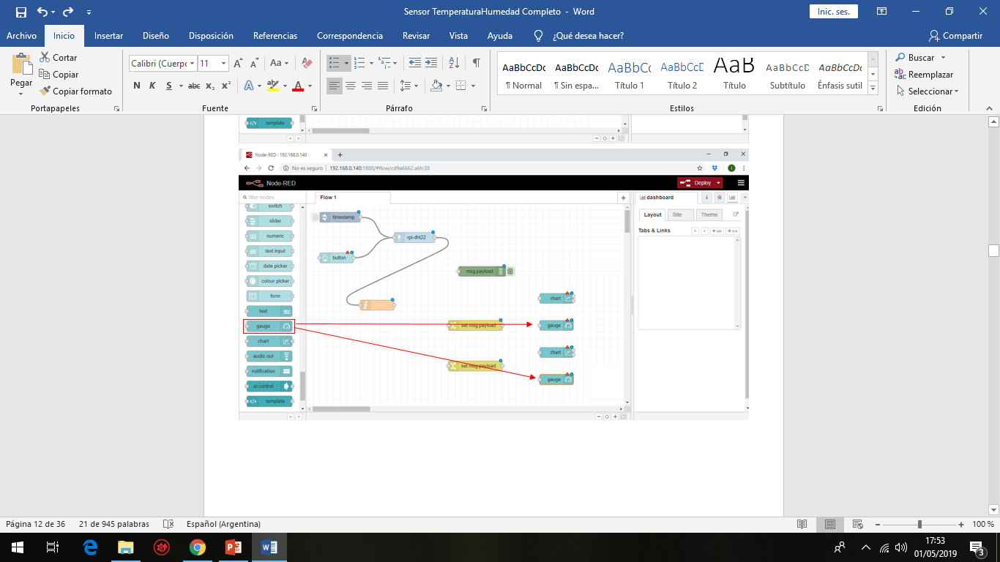 Sensor TemperaturaHumedad Completo - Word
Inic. ses.
Archivo Inicio Insertar Diseño Disposición Referencias Correspondencia Revisar Vista Ayuda ¿Qué desea hacer? Compartir
Pegar
Cortar
Copiar
Copiar formato
Portapapeles
Calibri (Cuerpo 11
N K S abc x₂ x²
Fuente
Párrafo
AaBbCcDc AaBbCcDc AaBbCc AaBbCcD AaB AaBbCcD AaBbCcDc
¶ Normal ¶ Sin espa... Título 1 Título 2 Título Subtítulo Énfasis sutil
Estilos
Buscar
Reemplazar
Seleccionar
Edición
template
Node-RED : 192.168.0.140
No es seguro 192.168.0.140:1880/#flow/cd9a6662.a6fc38
Node-RED
Deploy
filter nodes
switch
slider
numeric
text input
date picker
colour picker
form
text
gauge
chart
audio out
notification
ui control
template
Flow 1
timestamp
rpi-dht22
button
msg.payload
chart
set msg.payload
gauge
chart
set msg.payload
gauge
dashboard
Layout Site Theme
Tabs & Links
+ tab + link
Página 12 de 36 21 de 945 palabras Español (Argentina) 100 %
17:53
01/05/2019
3